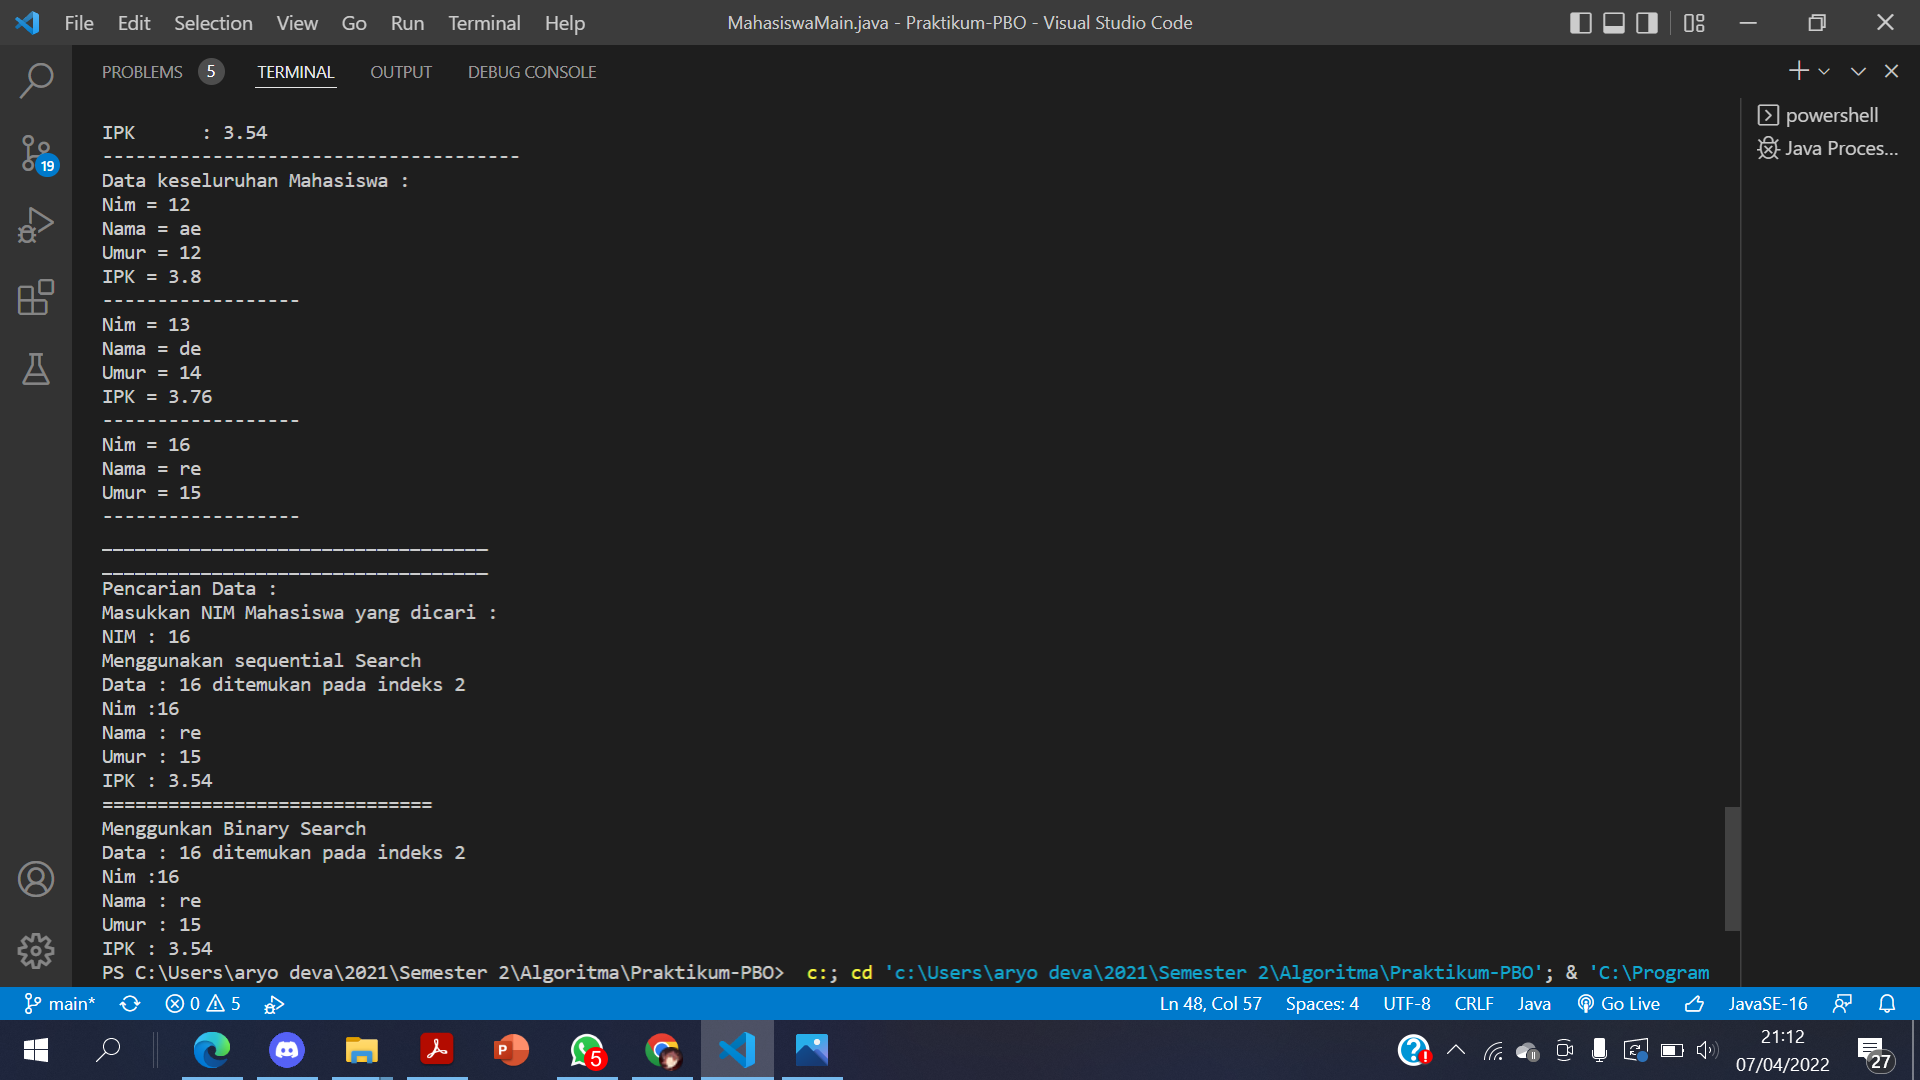 File Edit Selection View Go Run Terminal Help
MahasiswaMain.java - Praktikum-PBO - Visual Studio Code
PROBLEMS 5 TERMINAL OUTPUT DEBUG CONSOLE
powershell
Java Proces...
19
IPK      : 3.54
--------------------------------------
Data keseluruhan Mahasiswa :
Nim = 12
Nama = ae
Umur = 12
IPK = 3.8
------------------
Nim = 13
Nama = de
Umur = 14
IPK = 3.76
------------------
Nim = 16
Nama = re
Umur = 15
------------------
___________________________________
___________________________________
Pencarian Data :
Masukkan NIM Mahasiswa yang dicari :
NIM : 16
Menggunakan sequential Search
Data : 16 ditemukan pada indeks 2
Nim :16
Nama : re
Umur : 15
IPK : 3.54
==============================
Menggunkan Binary Search
Data : 16 ditemukan pada indeks 2
Nim :16
Nama : re
Umur : 15
IPK : 3.54
PS C:\Users\aryo deva\2021\Semester 2\Algoritma\Praktikum-PBO>  c:; cd 'c:\Users\aryo deva\2021\Semester 2\Algoritma\Praktikum-PBO'; & 'C:\Program
main* 0 5 Ln 48, Col 57 Spaces: 4 UTF-8 CRLF Java Go Live JavaSE-16
5
21:12
07/04/2022
27